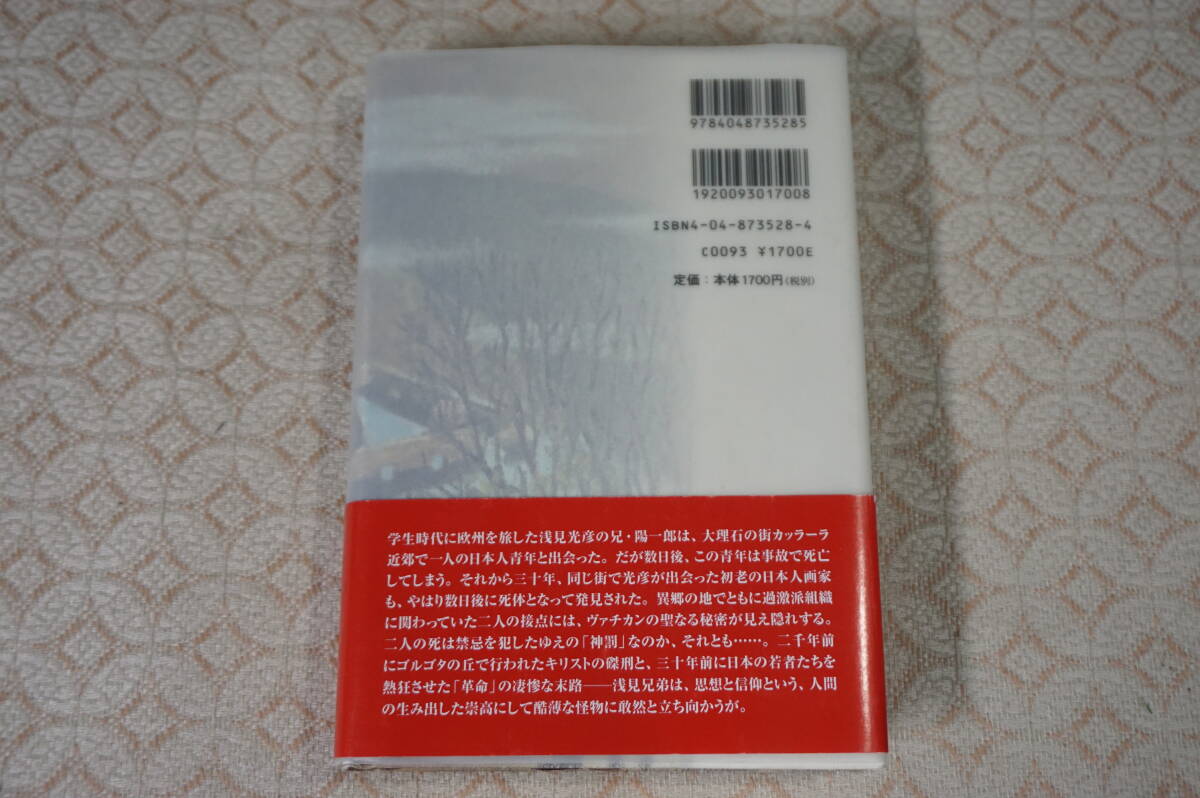 9784048735285
1920093017008
ISBN4-04-873528-4
C0093 ¥1700E
定価：本体1700円（税別）
学生時代に欧州を旅した浅見光彦の兄・陽一郎は、大理石の街カッラーラ
近郊で一人の日本人青年と出会った。だが数日後、この青年は事故で死亡
してしまう。それから三十年、同じ街で光彦が出会った初老の日本人画家
も、やはり数日後に死体となって発見された。異郷の地でともに過激派組織
に関わっていた二人の接点には、ヴァチカンの聖なる秘密が見え隠れする。
二人の死は禁忌を犯したゆえの「神罰」なのか、それとも……。二千年前
にゴルゴタの丘で行われたキリストの磔刑と、三十年前に日本の若者たちを
熱狂させた「革命」の凄惨な末路――浅見兄弟は、思想と信仰という、人間
の生み出した崇高にして酷薄な怪物に敢然と立ち向かうが。